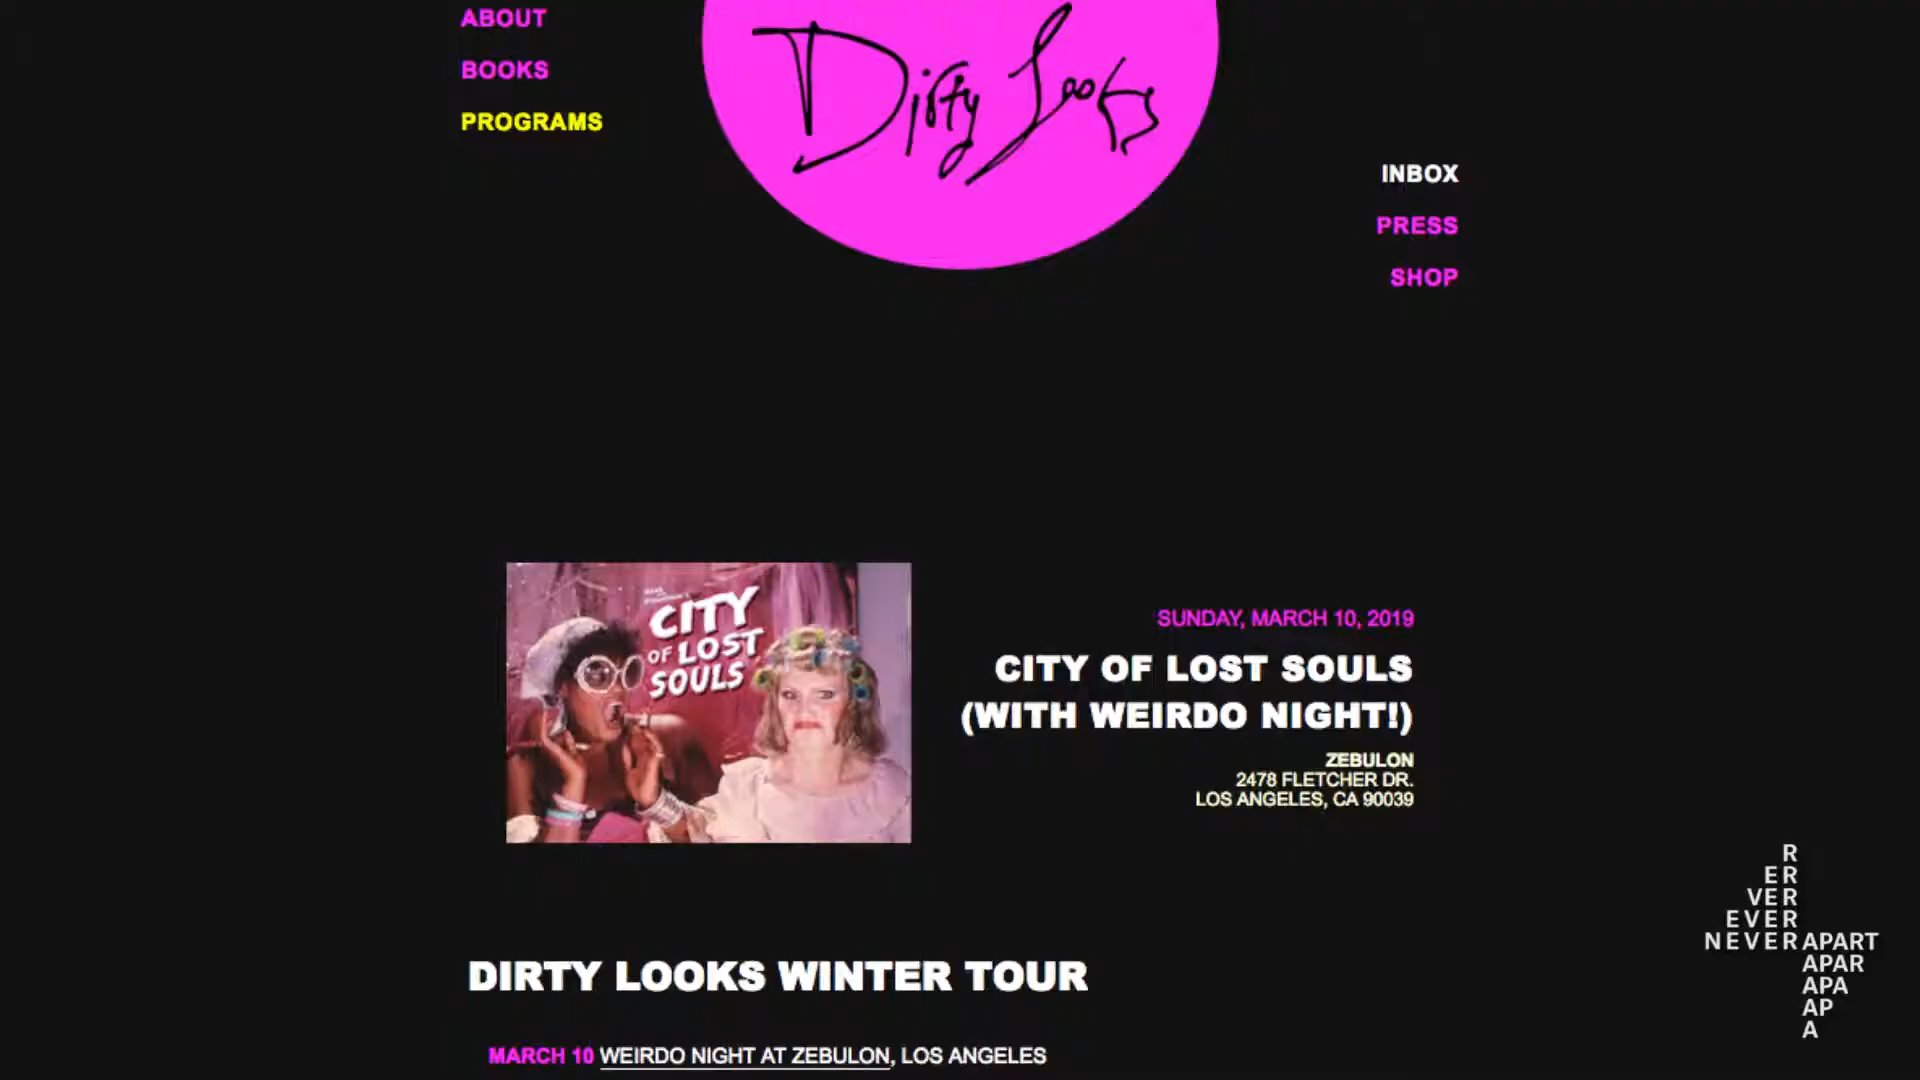 ABOUT
BOOKS
PROGRAMS
Dirty Looks
INBOX
PRESS
SHOP
CITY
OF LOST
SOULS
SUNDAY, MARCH 10, 2019
CITY OF LOST SOULS
(WITH WEIRDO NIGHT!)
ZEBULON
2478 FLETCHER DR.
LOS ANGELES, CA 90039
DIRTY LOOKS WINTER TOUR
MARCH 10 WEIRDO NIGHT AT ZEBULON, LOS ANGELES
R
ER
VER
EVER
NEVER APART
APAR
APA
AP
A